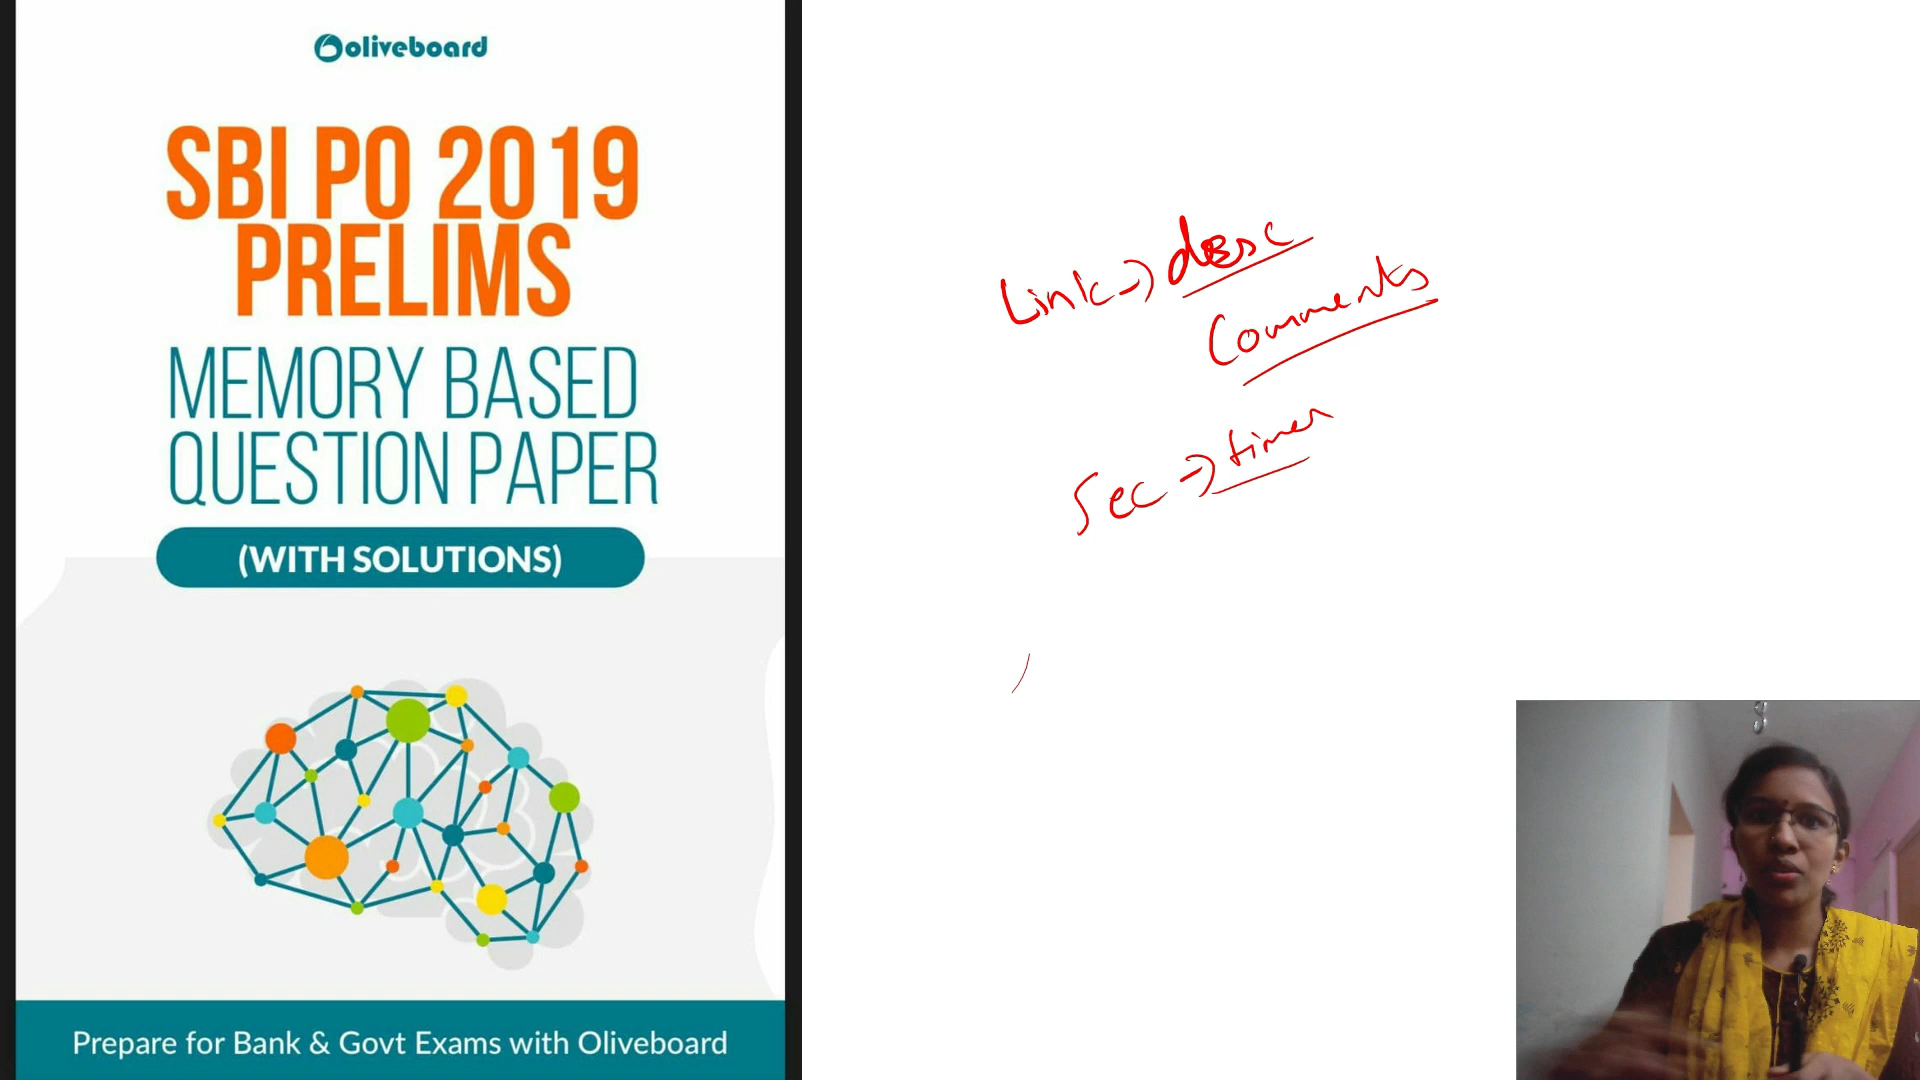 oliveboard
SBI PO 2019
PRELIMS
MEMORY BASED
QUESTION PAPER
(WITH SOLUTIONS)
Prepare for Bank & Govt Exams with Oliveboard
Link → desc
Comments
Sec → timer